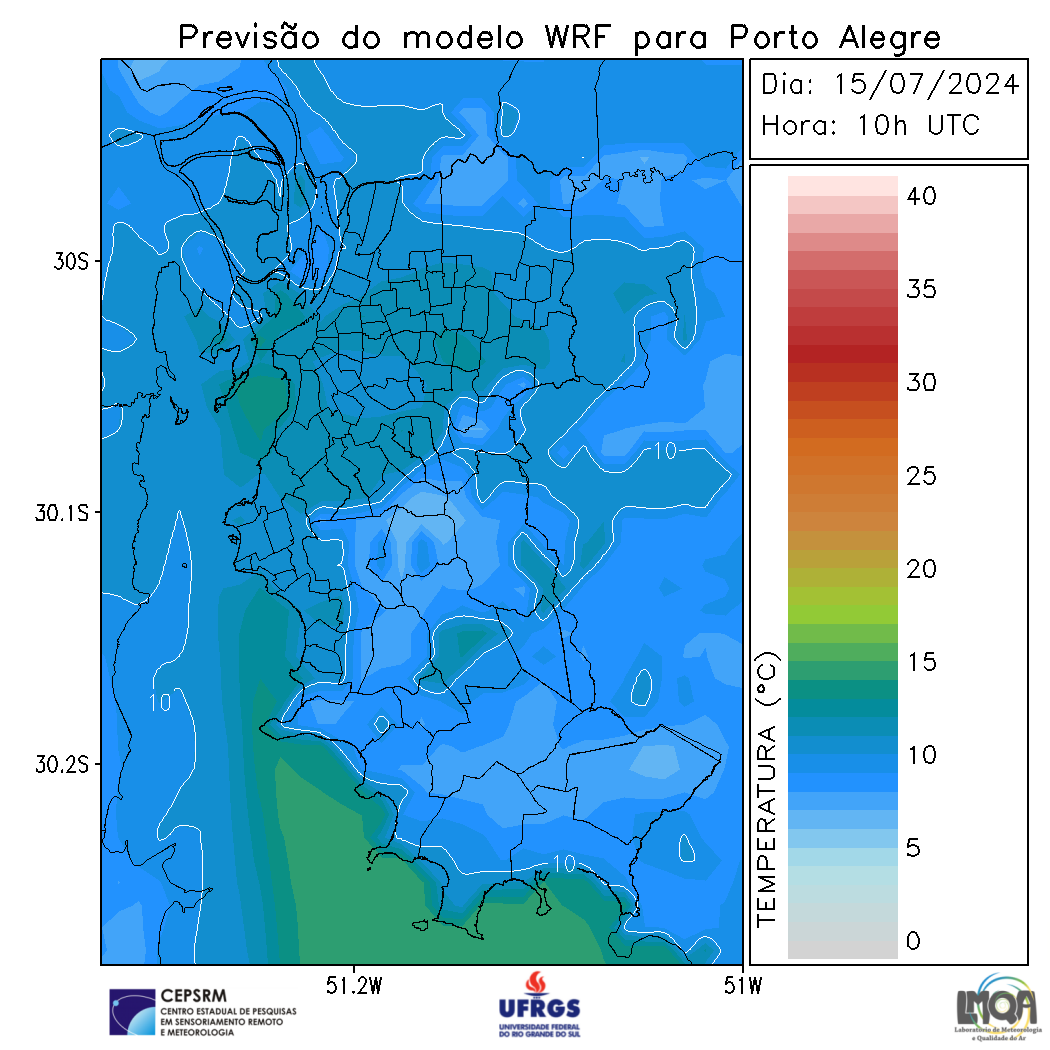 Previsão do modelo WRF para Porto Alegre
Dia: 15/07/2024
Hora: 10h UTC
40
35
30
25
20
15
10
5
0
TEMPERATURA (°C)
30S
30.1S
30.2S
51.2W
51W
10
10
10
CEPSRM
CENTRO ESTADUAL DE PESQUISAS
EM SENSORIAMENTO REMOTO
E METEOROLOGIA
UFRGS
UNIVERSIDADE FEDERAL
DO RIO GRANDE DO SUL
LMQA
Laboratório de Meteorologia
e Qualidade do Ar